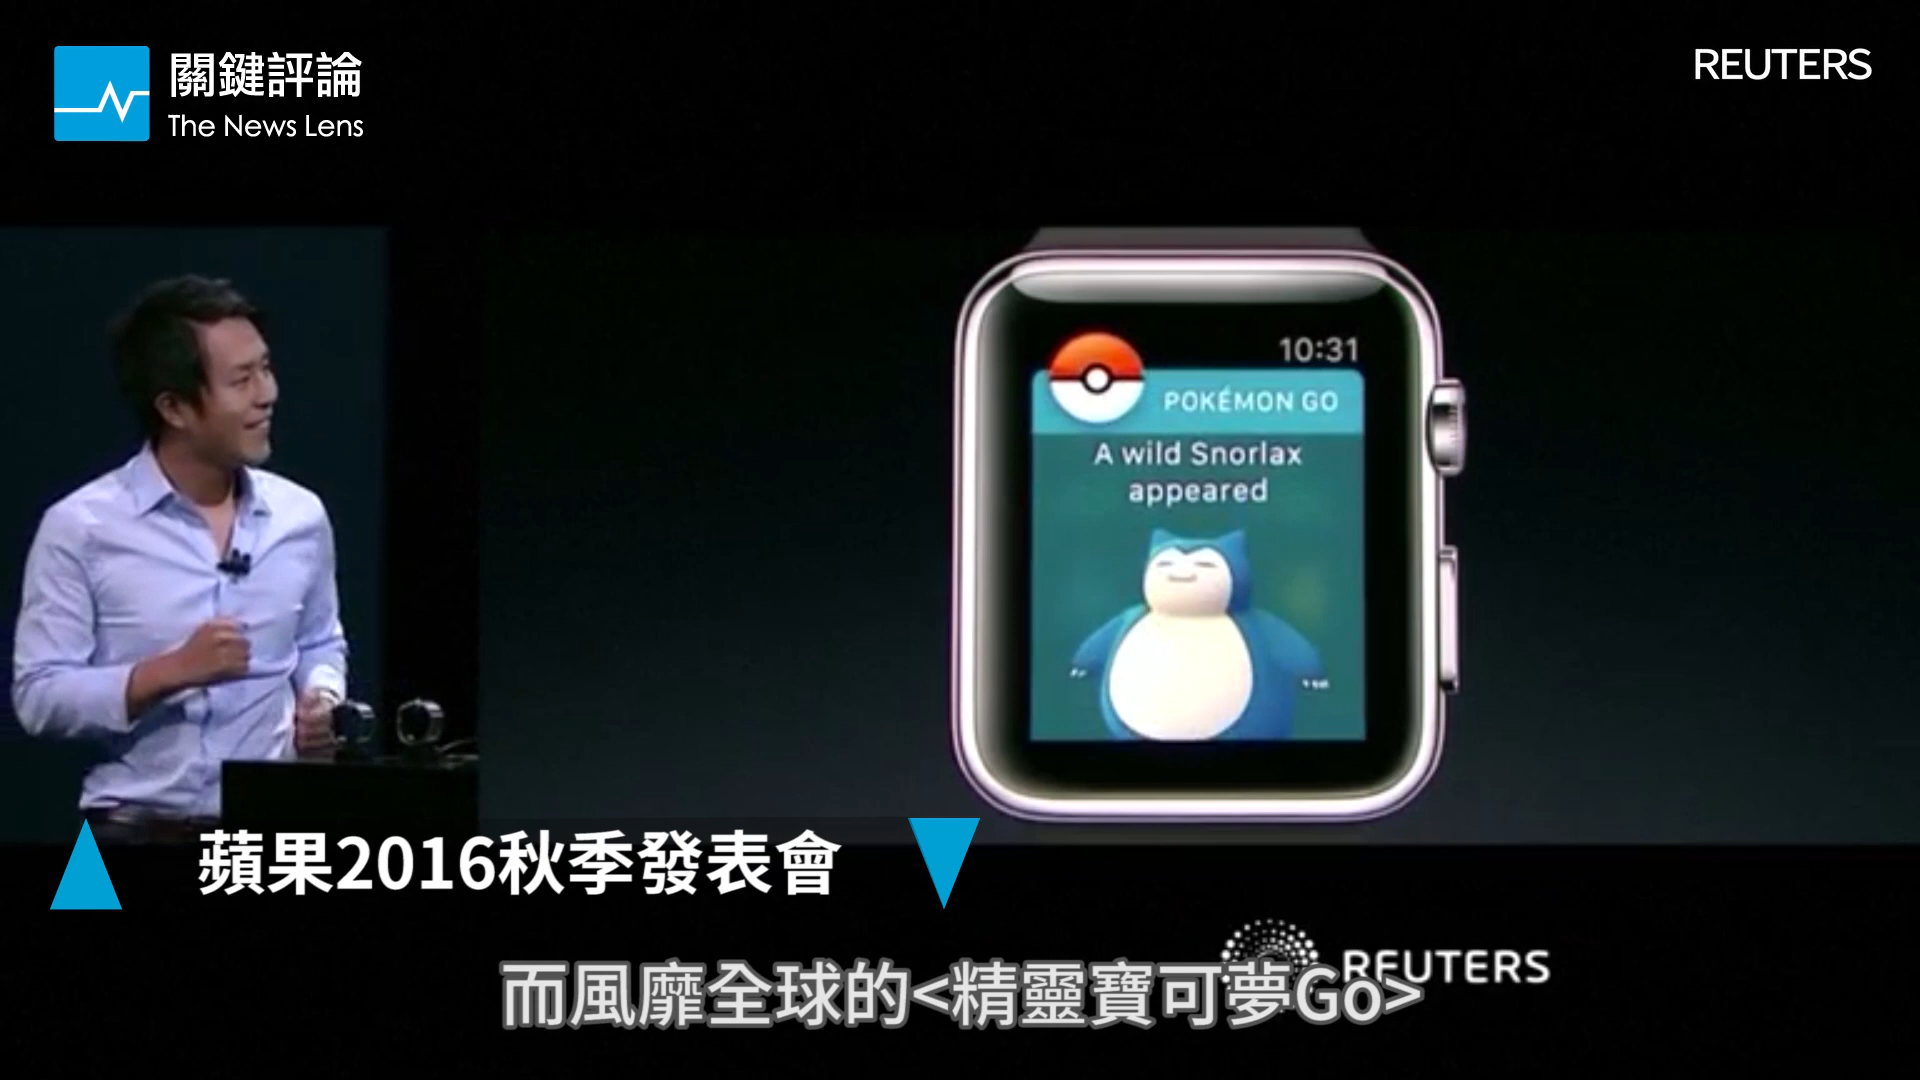 關鍵評論
The News Lens
REUTERS
10:31
POKÉMON GO
A wild Snorlax
appeared
蘋果2016秋季發表會
REUTERS
而風靡全球的<精靈寶可夢Go>